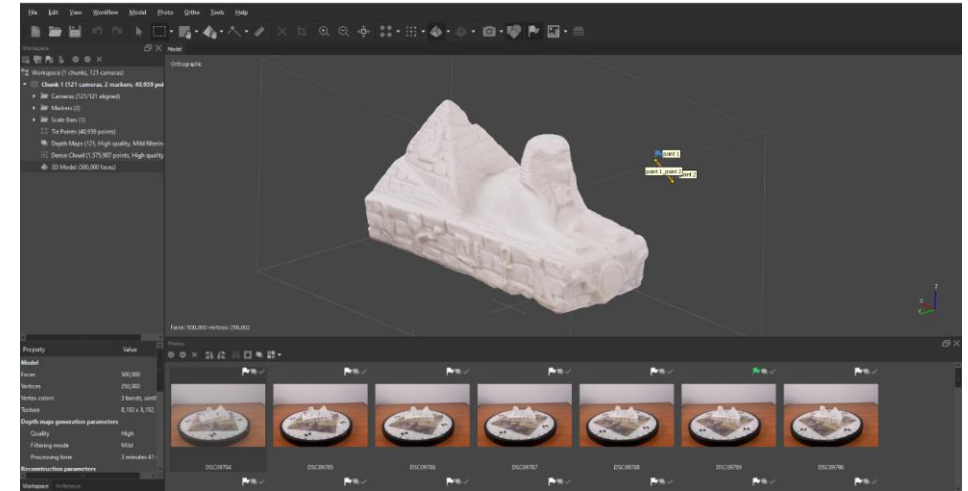 File Edit View Workflow Model Photo Ortho Tools Help
Workspace
Model
Workspace (1 chunks, 121 cameras)
Chunk 1 (121 cameras, 2 markers, 40,959 poi
Cameras (121/121 aligned)
Markers (2)
Scale Bars (1)
Tie Points (40,959 points)
Depth Maps (121, High quality, Mild filterin
Dense Cloud (1,575,987 points, High quality
3D Model (500,000 faces)
Orthographic
point 1
point 1_point 2
point 2
Z
X
Y
Faces: 500,000 vertices: 250,002
Property Value
Model
Faces 500,000
Vertices 250,002
Vertex colors 3 bands, uint8
Texture 8,192 x 8,192,
Depth maps generation parameters
Quality High
Filtering mode Mild
Processing time 3 minutes 41
Reconstruction parameters
Workspace Reference
Photos
DSC09784 DSC09785 DSC09786 DSC09787 DSC09788 DSC09789 DSC09790